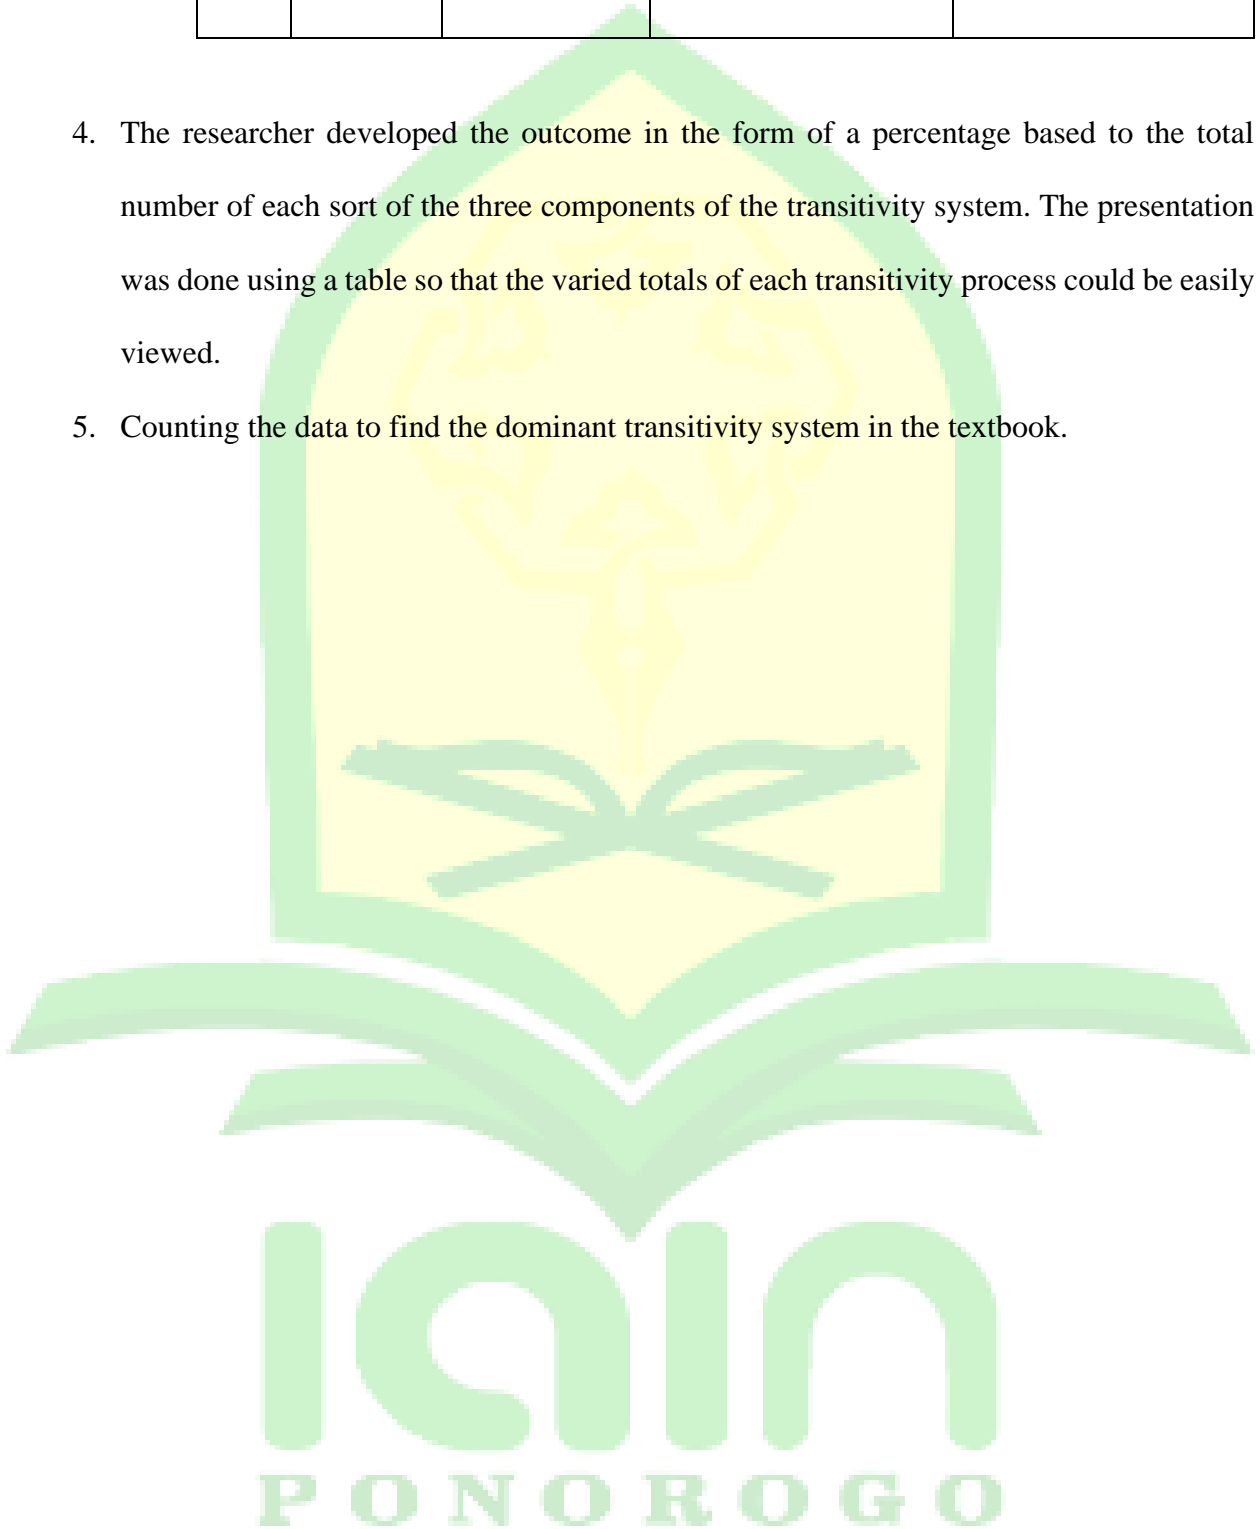 4. The researcher developed the outcome in the form of a percentage based to the total
number of each sort of the three components of the transitivity system. The presentation
was done using a table so that the varied totals of each transitivity process could be easily
viewed.
5. Counting the data to find the dominant transitivity system in the textbook.
iain
PONOROGO